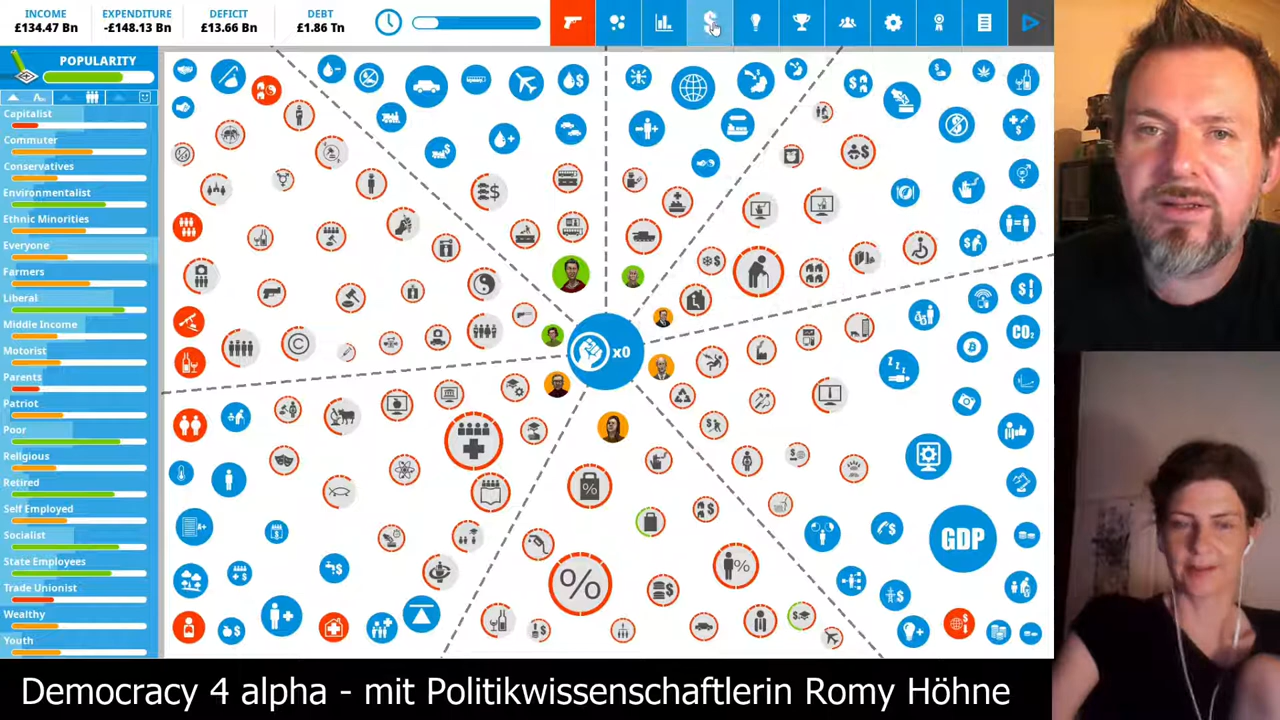 INCOME EXPENDITURE DEFICIT DEBT
£134.47 Bn -£148.13 Bn £13.66 Bn £1.86 Tn
POPULARITY
Capitalist
Commuter
Conservatives
Environmentalist
Ethnic Minorities
Everyone
Farmers
Liberal
Middle Income
Motorist
Parents
Patriot
Poor
Religious
Retired
Self Employed
Socialist
State Employees
Trade Unionist
Wealthy
Youth
x0
CO₂
GDP
%
Democracy 4 alpha - mit Politikwissenschaftlerin Romy Höhne